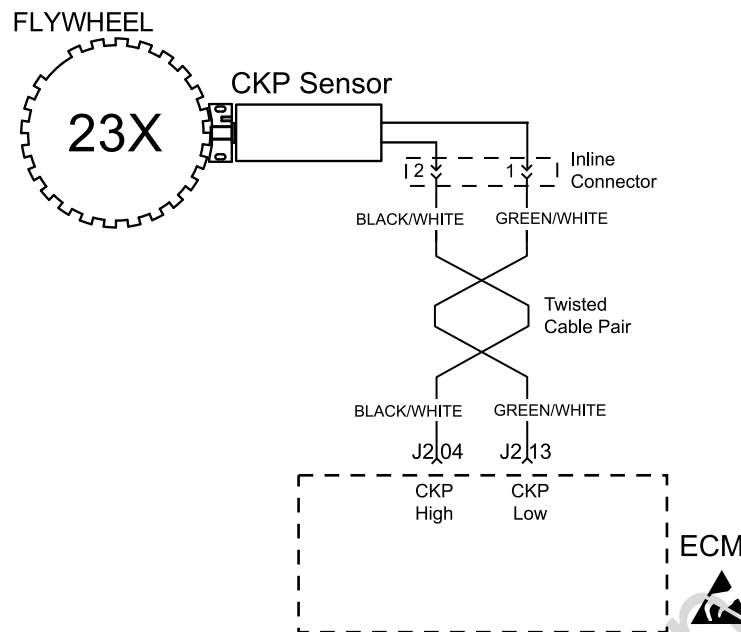 FLYWHEEL
23X
CKP Sensor
2
1
Inline
Connector
BLACK/WHITE
GREEN/WHITE
Twisted
Cable Pair
BLACK/WHITE
GREEN/WHITE
J2 04
J2 13
CKP
High
CKP
Low
ECM